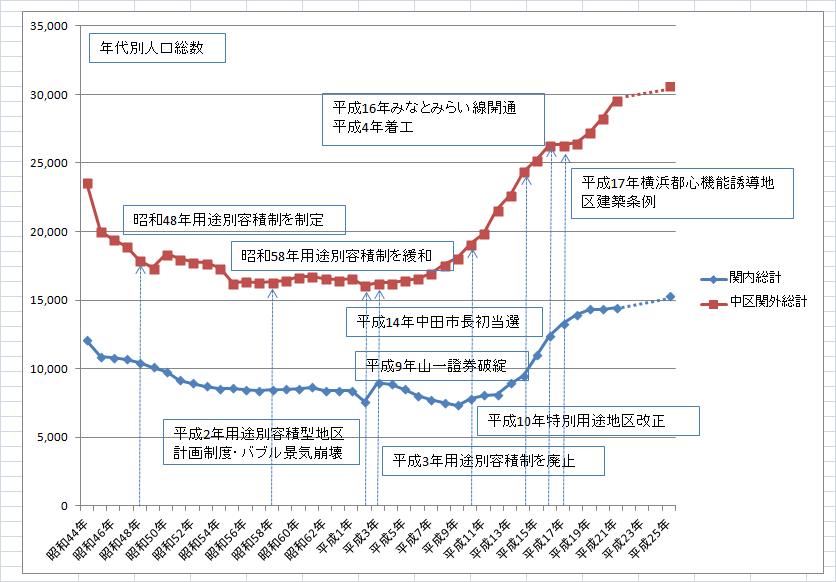 年代別人口総数
35,000
30,000
25,000
20,000
15,000
10,000
5,000
0
平成16年みなとみらい線開通
平成4年着工
平成17年横浜都心機能誘導地
区建築条例
昭和48年用途別容積制を制定
昭和58年用途別容積制を緩和
平成14年中田市長初当選
平成9年山一證券破綻
平成10年特別用途地区改正
平成2年用途別容積型地区
計画制度・バブル景気崩壊
平成3年用途別容積制を廃止
関内総計
中区関外総計
昭和44年
昭和46年
昭和48年
昭和50年
昭和52年
昭和54年
昭和56年
昭和58年
昭和60年
昭和62年
平成1年
平成3年
平成5年
平成7年
平成9年
平成11年
平成13年
平成15年
平成17年
平成19年
平成21年
平成23年
平成25年